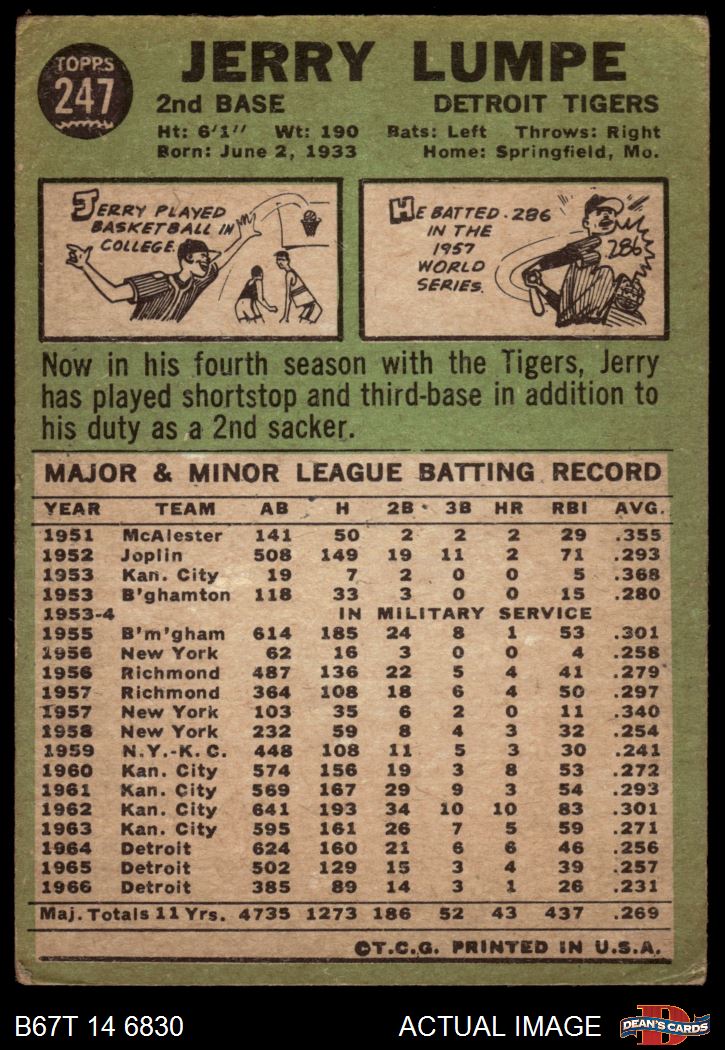 TOPPS
247
JERRY LUMPE
2nd BASE DETROIT TIGERS
Ht: 6'1" Wt: 190 Bats: Left Throws: Right
Born: June 2, 1933 Home: Springfield, Mo.
JERRY PLAYED
BASKETBALL IN
COLLEGE.
HE BATTED .286
IN THE
1957
WORLD
SERIES.
.286
Now in his fourth season with the Tigers, Jerry
has played shortstop and third-base in addition to
his duty as a 2nd sacker.
MAJOR & MINOR LEAGUE BATTING RECORD
YEAR TEAM AB H 2B 3B HR RBI AVG.
1951 McAlester 141 50 2 2 2 29 .355
1952 Joplin 508 149 19 11 2 71 .293
1953 Kan. City 19 7 2 0 0 5 .368
1953 B'ghamton 118 33 3 0 0 15 .280
1953-4 IN MILITARY SERVICE
1955 B'm'gham 614 185 24 8 1 53 .301
1956 New York 62 16 3 0 0 4 .258
1956 Richmond 487 136 22 5 4 41 .279
1957 Richmond 364 108 18 6 4 50 .297
1957 New York 103 35 6 2 0 11 .340
1958 New York 232 59 8 4 3 32 .254
1959 N.Y.-K.C. 448 108 11 5 3 30 .241
1960 Kan. City 574 156 19 3 8 53 .272
1961 Kan. City 569 167 29 9 3 54 .293
1962 Kan. City 641 193 34 10 10 83 .301
1963 Kan. City 595 161 26 7 5 59 .271
1964 Detroit 624 160 21 6 6 46 .256
1965 Detroit 502 129 15 3 4 39 .257
1966 Detroit 385 89 14 3 1 26 .231
Maj. Totals 11 Yrs. 4735 1273 186 52 43 437 .269
©T.C.G. PRINTED IN U.S.A.
B67T 14 6830 ACTUAL IMAGE
DEAN'S CARDS